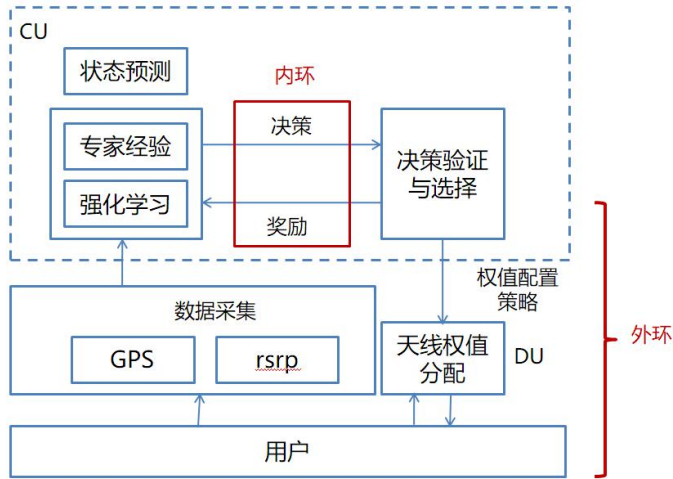 CU
状态预测
内环
专家经验
决策
强化学习
奖励
决策验证
与选择
权值配置
策略
数据采集
GPS
rsrp
天线权值
分配
DU
外环
用户